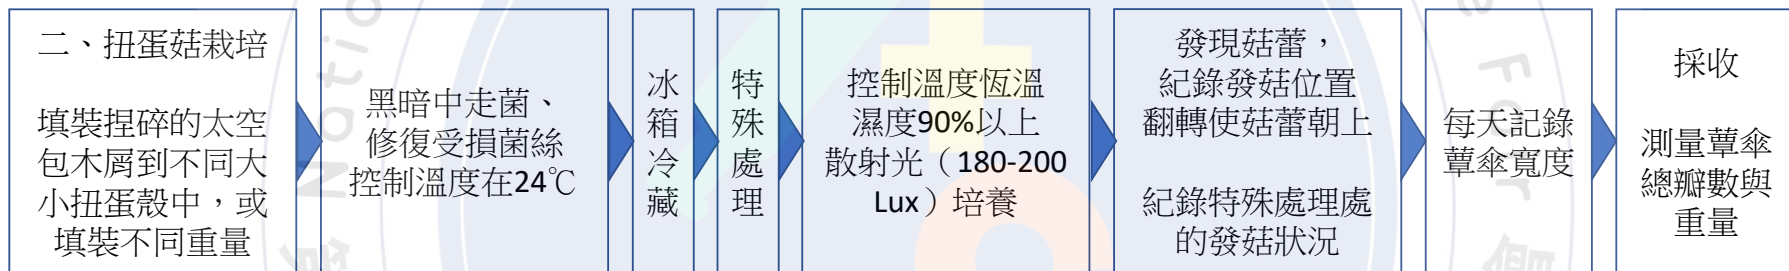 二、扭蛋菇栽培
填裝捏碎的太空
包木屑到不同大
小扭蛋殼中，或
填裝不同重量
黑暗中走菌、
修復受損菌絲
控制溫度在24℃
冰
箱
冷
藏
特
殊
處
理
控制溫度恆溫
濕度90%以上
散射光（180-200
Lux）培養
發現菇蕾，
紀錄發菇位置
翻轉使菇蕾朝上
紀錄特殊處理處
的發菇狀況
每天記錄
蕈傘寬度
採收
測量蕈傘
總瓣數與
重量